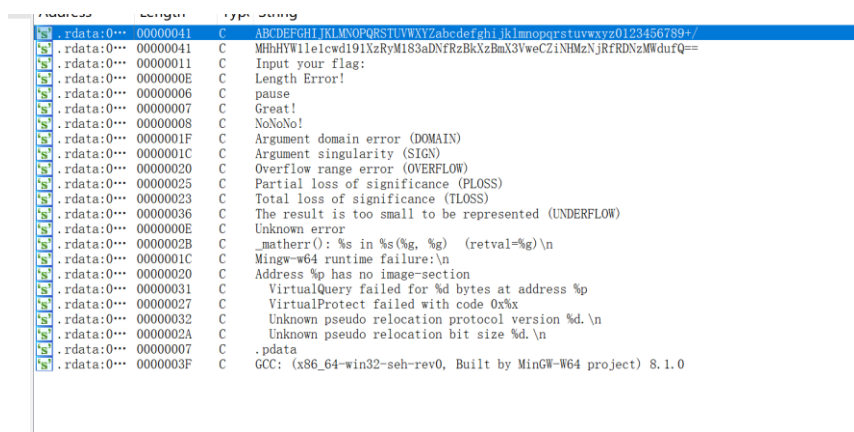 Address Length Type String
.rdata:0… 00000041 C ABCDEFGHIJKLMNOPQRSTUVWXYZabcdefghijklmnopqrstuvwxyz0123456789+/
.rdata:0… 00000041 C MHhHYW1le1cwd191XzRyM183aDNfRzBkXzBmX3VweCZiNHMzNjRfRDNzMWdufQ==
.rdata:0… 00000011 C Input your flag:
.rdata:0… 0000000E C Length Error!
.rdata:0… 00000006 C pause
.rdata:0… 00000007 C Great!
.rdata:0… 00000008 C NoNoNo!
.rdata:0… 0000001F C Argument domain error (DOMAIN)
.rdata:0… 0000001C C Argument singularity (SIGN)
.rdata:0… 00000020 C Overflow range error (OVERFLOW)
.rdata:0… 00000025 C Partial loss of significance (PLOSS)
.rdata:0… 00000023 C Total loss of significance (TLOSS)
.rdata:0… 00000036 C The result is too small to be represented (UNDERFLOW)
.rdata:0… 0000000E C Unknown error
.rdata:0… 0000002B C _matherr(): %s in %s(%g, %g)  (retval=%g)\n
.rdata:0… 0000001C C Mingw-w64 runtime failure:\n
.rdata:0… 00000020 C Address %p has no image-section
.rdata:0… 00000031 C   VirtualQuery failed for %d bytes at address %p
.rdata:0… 00000027 C   VirtualProtect failed with code 0x%x
.rdata:0… 00000032 C   Unknown pseudo relocation protocol version %d.\n
.rdata:0… 0000002A C   Unknown pseudo relocation bit size %d.\n
.rdata:0… 00000007 C .pdata
.rdata:0… 0000003F C GCC: (x86_64-win32-seh-rev0, Built by MinGW-W64 project) 8.1.0